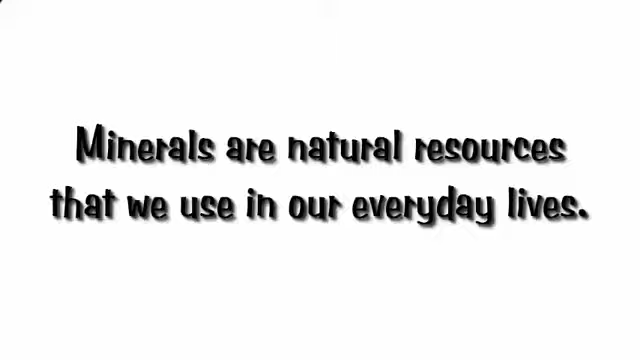 Minerals are natural resources
that we use in our everyday lives.